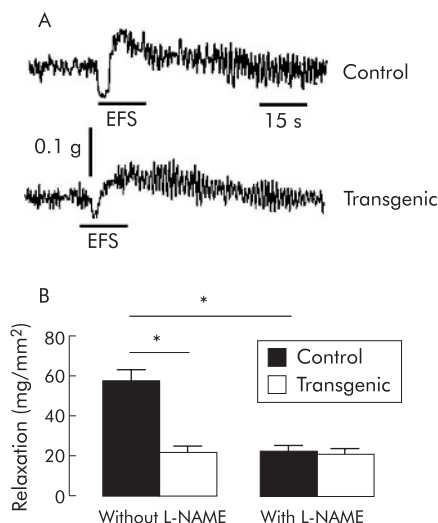 A
Control
EFS
15 s
0.1 g
Transgenic
EFS
B
*
*
Control
Transgenic
Relaxation (mg/mm²)
80
60
40
20
0
Without L-NAME
With L-NAME